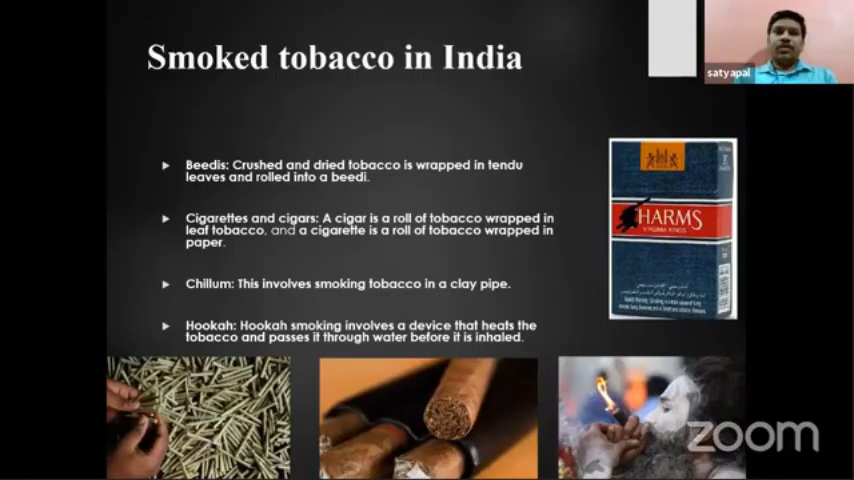 Smoked tobacco in India
satyapal
Beedis: Crushed and dried tobacco is wrapped in tendu
leaves and rolled into a beedi.
Cigarettes and cigars: A cigar is a roll of tobacco wrapped in
leaf tobacco, and a cigarette is a roll of tobacco wrapped in
paper.
Chillum: This involves smoking tobacco in a clay pipe.
Hookah: Hookah smoking involves a device that heats the
tobacco and passes it through water before it is inhaled.
HARMS
VIRGINIA KINGS
zoom